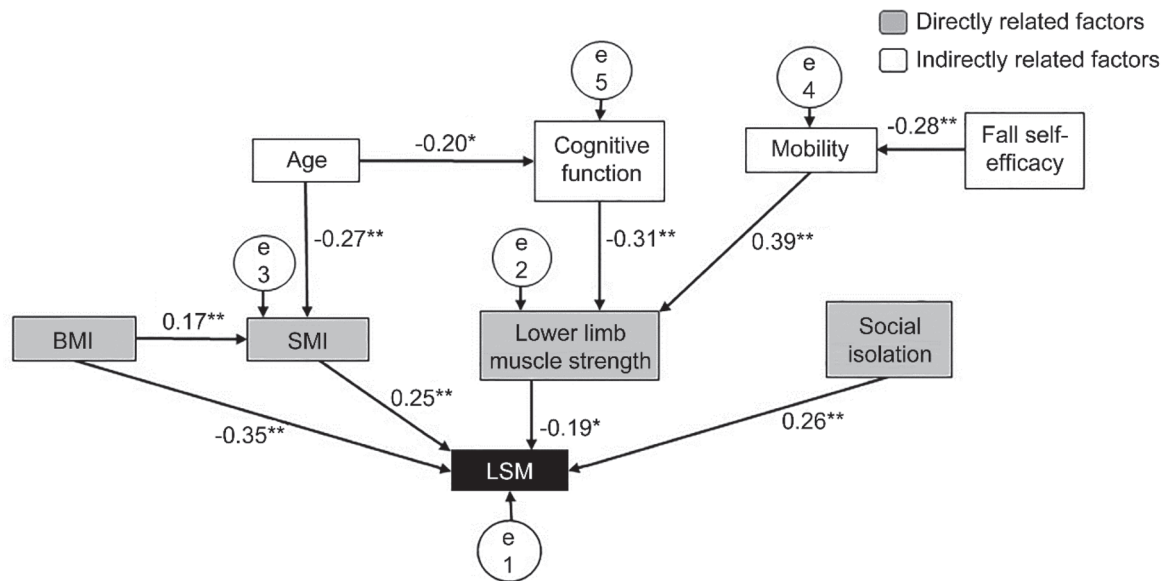 Directly related factors
Indirectly related factors
e
5
e
4
-0.20*
-0.28**
Age
Cognitive
function
Mobility
Fall self-
efficacy
-0.27**
-0.31**
0.39**
e
3
e
2
0.17**
BMI
SMI
Lower limb
muscle strength
Social
isolation
-0.35**
0.25**
-0.19*
0.26**
LSM
e
1